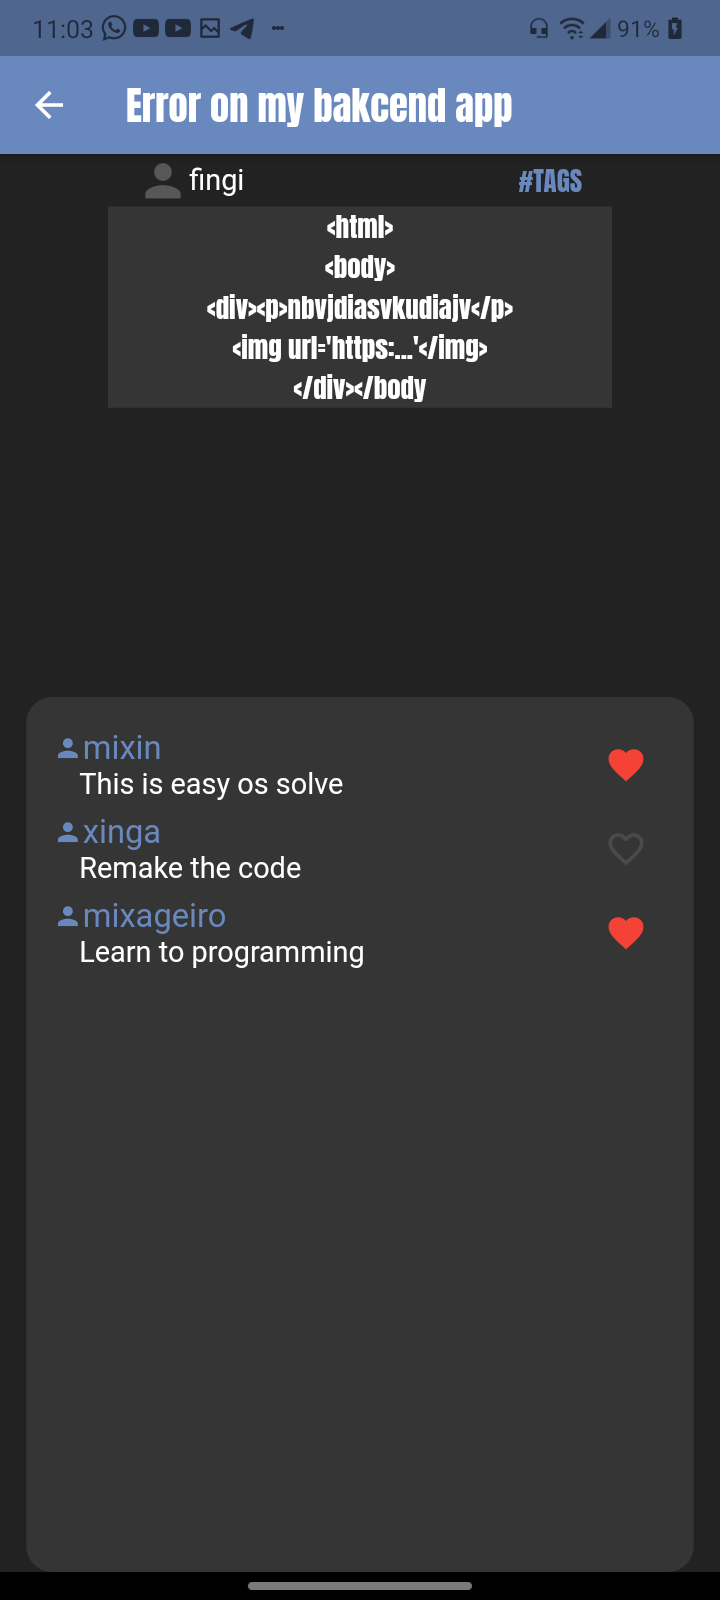 11:03 91%
Error on my bakcend app
fingi #TAGS
<html>
<body>
<div><p>nbvjdiasvkudiajv</p>
<img url='https:...'</img>
</div></body
mixin
This is easy os solve
xinga
Remake the code
mixageiro
Learn to programming